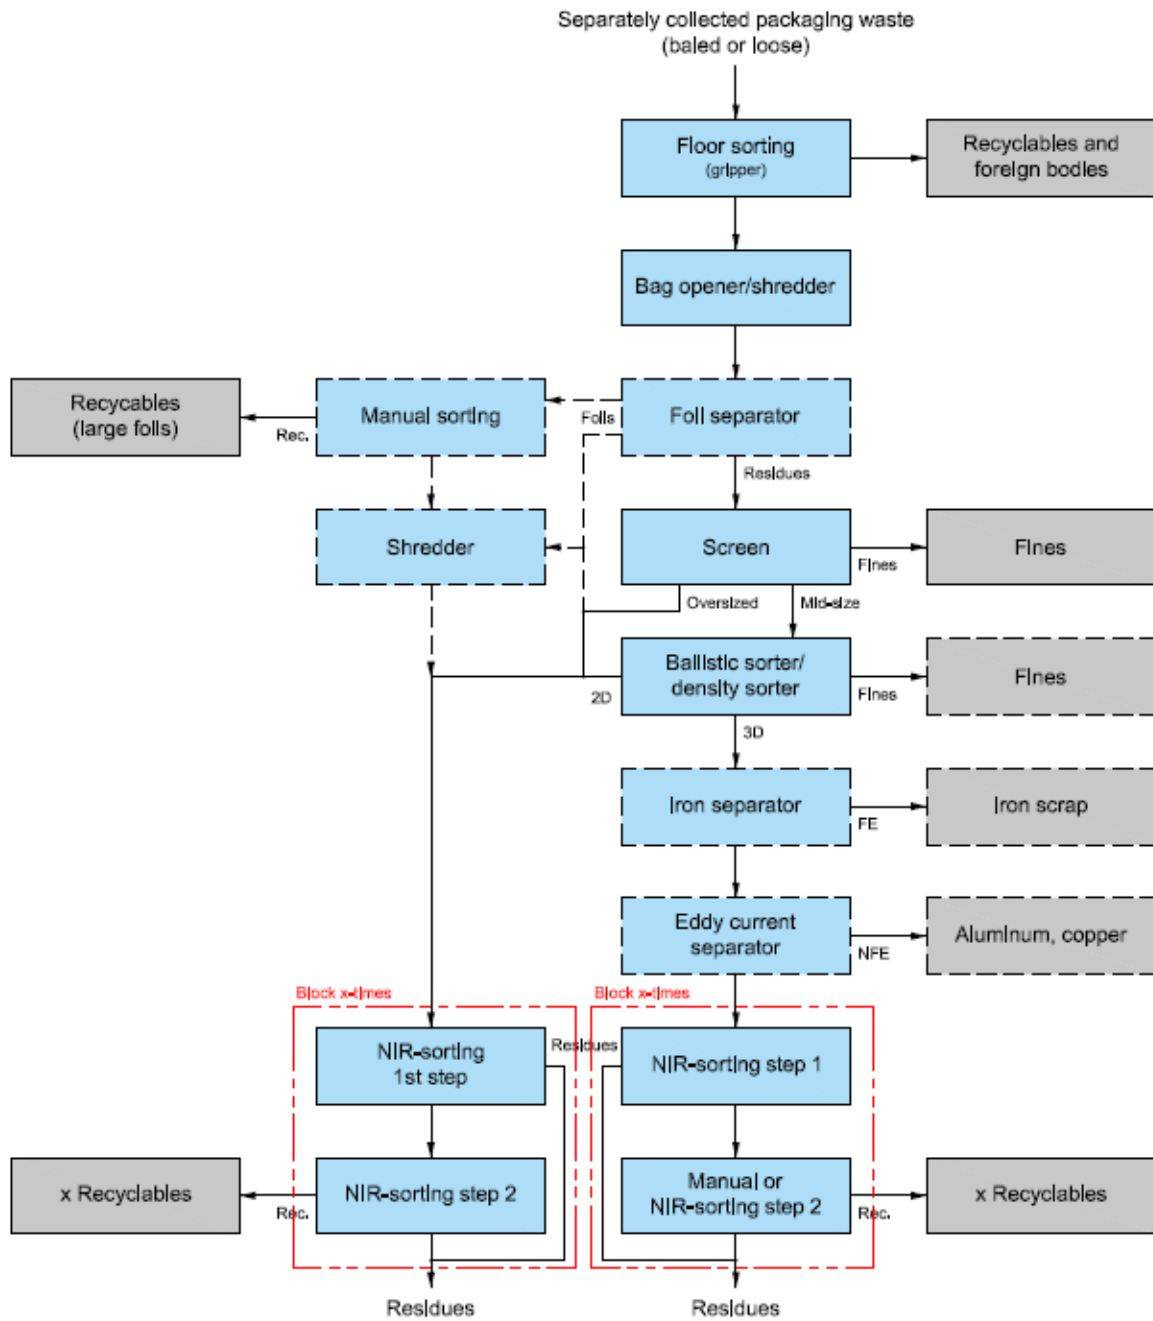 Separately collected packaging waste
(baled or loose)
Floor sorting
(gripper)
Recyclables and
foreign bodies
Bag opener/shredder
Recycables
(large foils)
Rec.
Manual sorting
Foils
Foil separator
Residues
Shredder
Screen
Fines
Fines
Oversized
Mid-size
Ballistic sorter/
density sorter
2D
Fines
Fines
3D
Iron separator
FE
Iron scrap
Eddy current
separator
NFE
Aluminum, copper
Block x-times
Block x-times
NIR-sorting
1st step
Residues
NIR-sorting step 1
x Recyclables
Rec.
NIR-sorting step 2
Manual or
NIR-sorting step 2
Rec.
x Recyclables
Residues
Residues